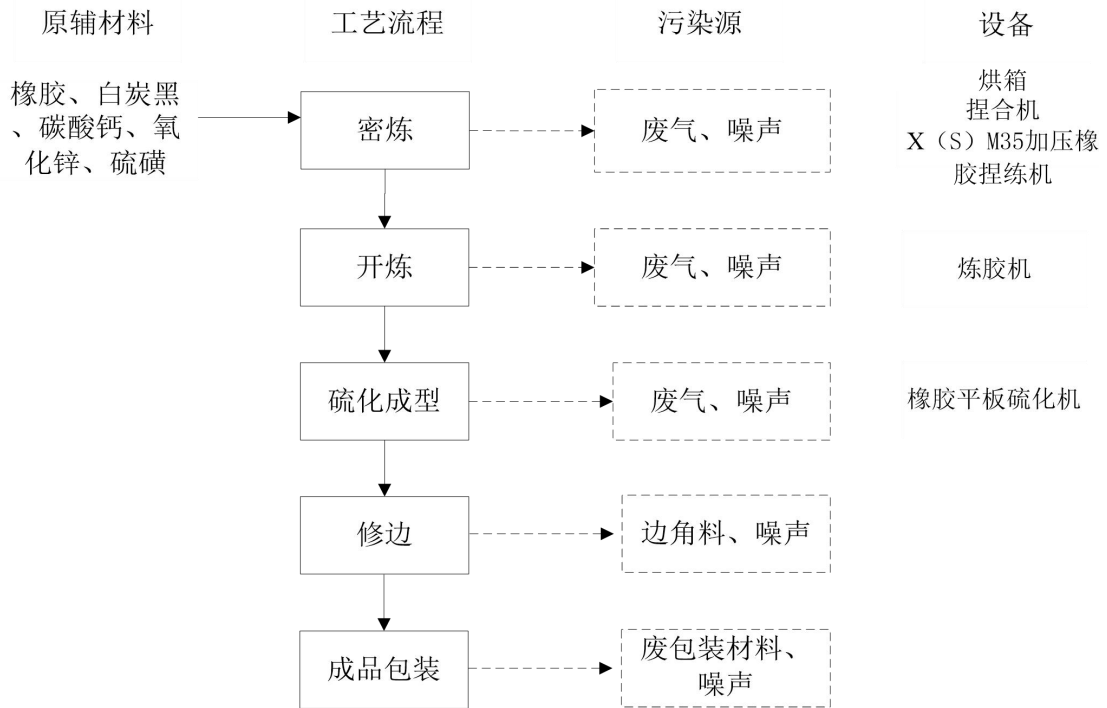 原辅材料
工艺流程
污染源
设备
橡胶、白炭黑
、碳酸钙、氧
化锌、硫磺
密炼
废气、噪声
烘箱
捏合机
X（S）M35加压橡
胶捏练机
开炼
废气、噪声
炼胶机
硫化成型
废气、噪声
橡胶平板硫化机
修边
边角料、噪声
成品包装
废包装材料、
噪声